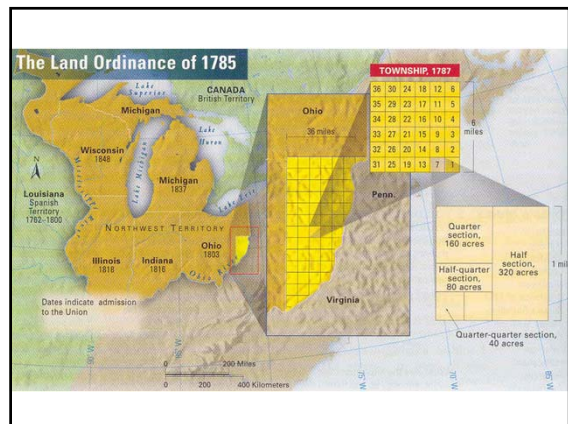 The Land Ordinance of 1785
Lake
Superior
CANADA
British Territory
Michigan
Lake
Huron
Wisconsin
1848
Lake Michigan
Michigan
1837
Lake Erie
N
Louisiana
Spanish
Territory
1762–1800
NORTHWEST TERRITORY
Ohio
1803
Illinois
1818
Indiana
1816
Ohio River
Dates indicate admission
to the Union
0 200 Miles
0 200 400 Kilometers
Ohio
36 miles
Penn.
Virginia
TOWNSHIP, 1787
36 30 24 18 12 6
35 29 23 17 11 5
34 28 22 16 10 4
33 27 21 15 9 3
32 26 20 14 8 2
31 25 19 13 7 1
6
miles
Quarter
section,
160 acres
Half
section,
320 acres
Half-quarter
section,
80 acres
1 mile
Quarter-quarter section,
40 acres
90°W
75°W
70°W